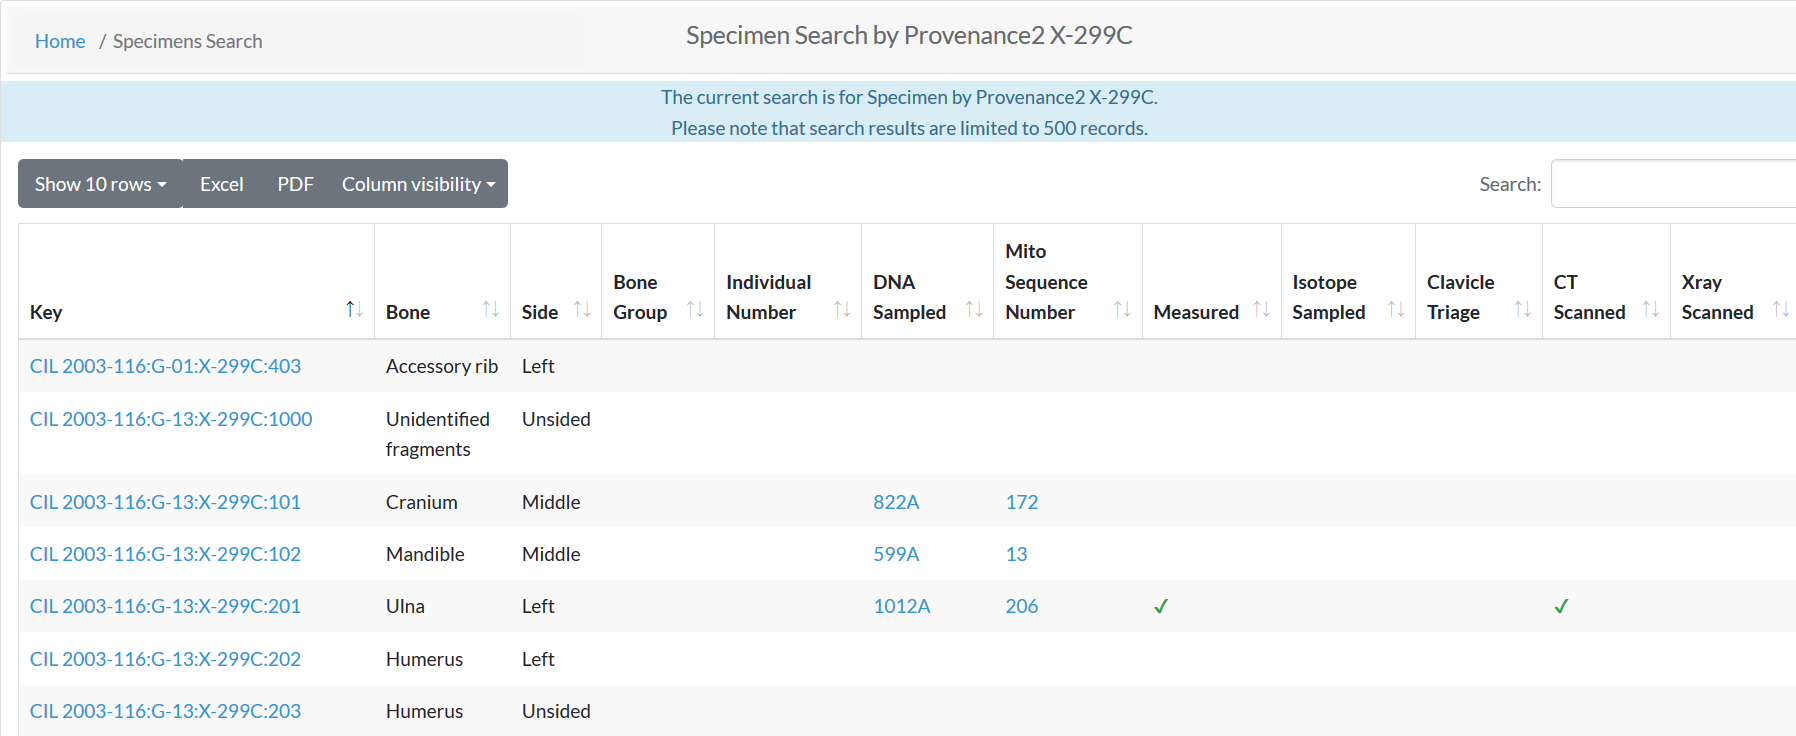 Home / Specimens Search
Specimen Search by Provenance2 X-299C
The current search is for Specimen by Provenance2 X-299C.
Please note that search results are limited to 500 records.
Show 10 rows Excel PDF Column visibility Search:
Key Bone Side Bone Group Individual Number DNA Sampled Mito Sequence Number Measured Isotope Sampled Clavicle Triage CT Scanned Xray Scanned
CIL 2003-116:G-01:X-299C:403 Accessory rib Left
CIL 2003-116:G-13:X-299C:1000 Unidentified fragments Unsided
CIL 2003-116:G-13:X-299C:101 Cranium Middle 822A 172
CIL 2003-116:G-13:X-299C:102 Mandible Middle 599A 13
CIL 2003-116:G-13:X-299C:201 Ulna Left 1012A 206 ✓ ✓
CIL 2003-116:G-13:X-299C:202 Humerus Left
CIL 2003-116:G-13:X-299C:203 Humerus Unsided